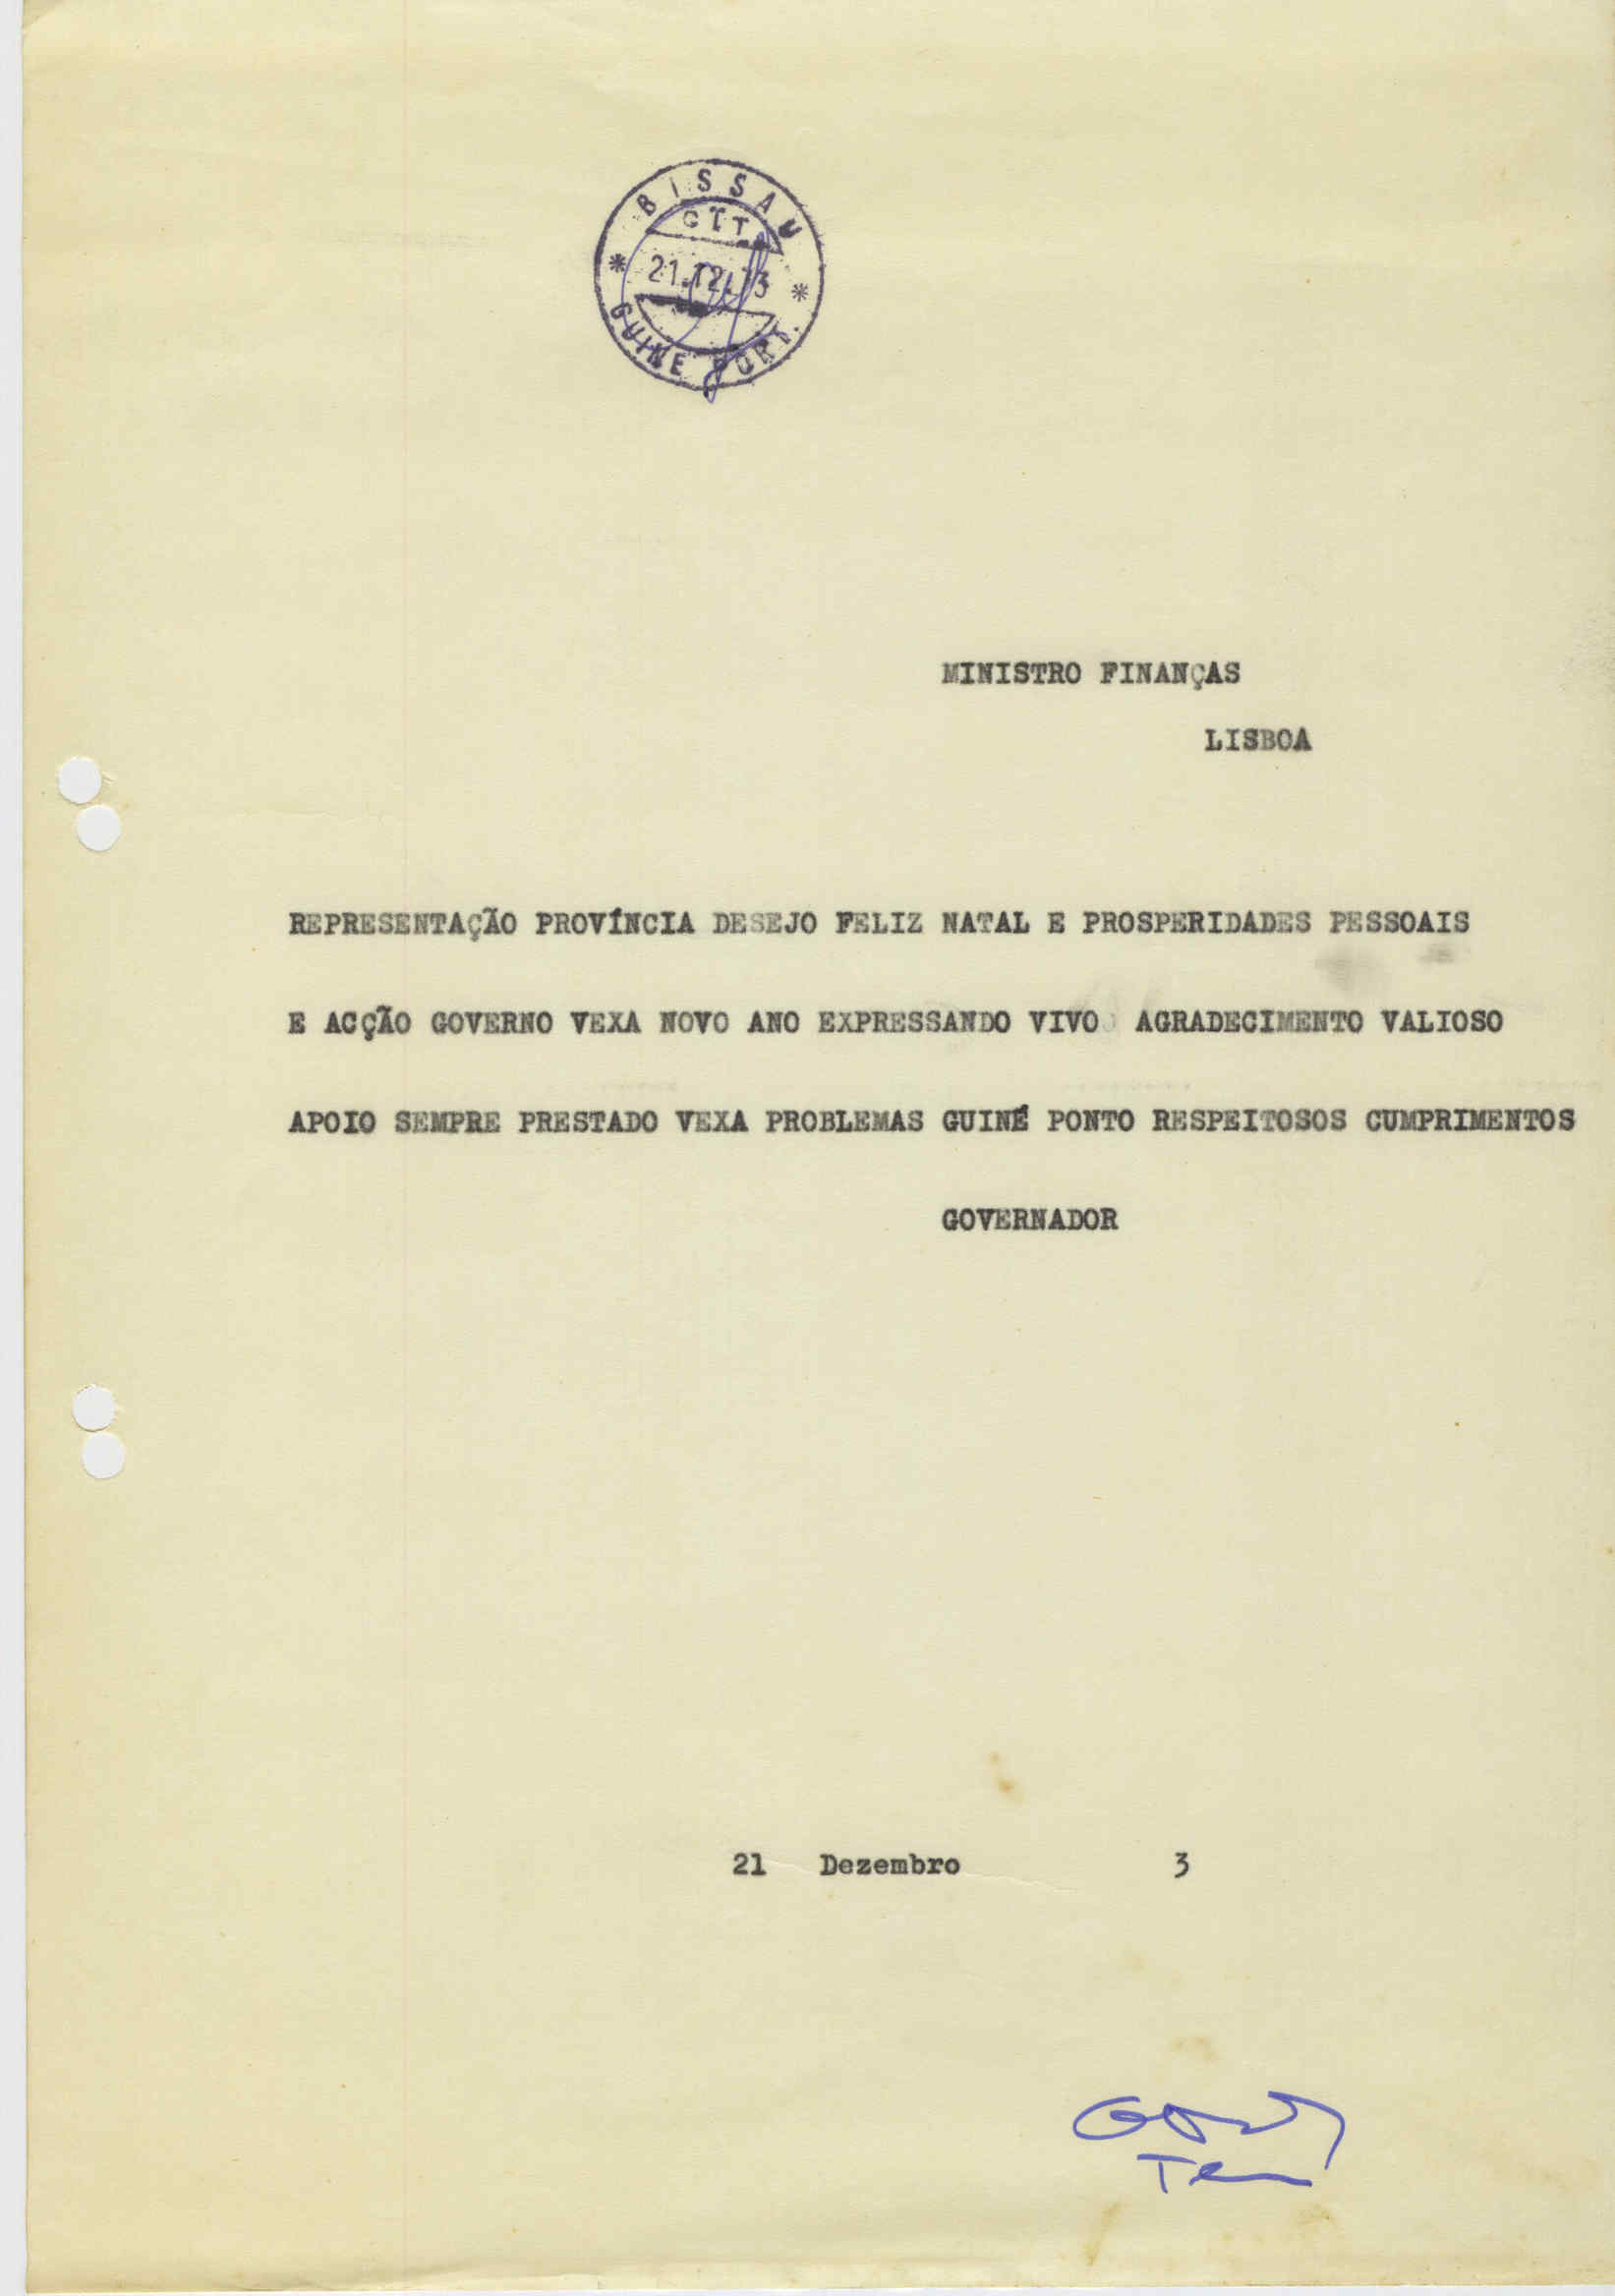 BISSAU
CTT
21.12.73
GUINE PORT.
MINISTRO FINANÇAS
LISBOA
REPRESENTAÇÃO PROVÍNCIA DESEJO FELIZ NATAL E PROSPERIDADES PESSOAIS
E ACÇÃO GOVERNO VEXA NOVO ANO EXPRESSANDO VIVO AGRADECIMENTO VALIOSO
APOIO SEMPRE PRESTADO VEXA PROBLEMAS GUINÉ PONTO RESPEITOSOS CUMPRIMENTOS
GOVERNADOR
21 Dezembro 3